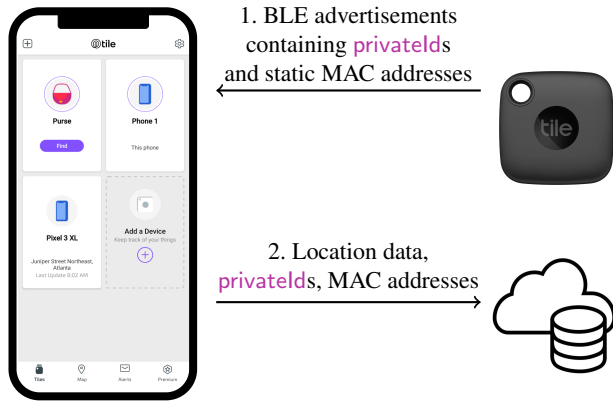 1. BLE advertisements
containing privateIds
and static MAC addresses
tile
Purse
Find
Phone 1
This phone
Pixel 3 XL
Juniper Street Northeast,
Atlanta
Last Update 8:02 AM
Add a Device
Keep track of your things
Tiles
Map
Alerts
Premium
tile
2. Location data,
privateIds, MAC addresses